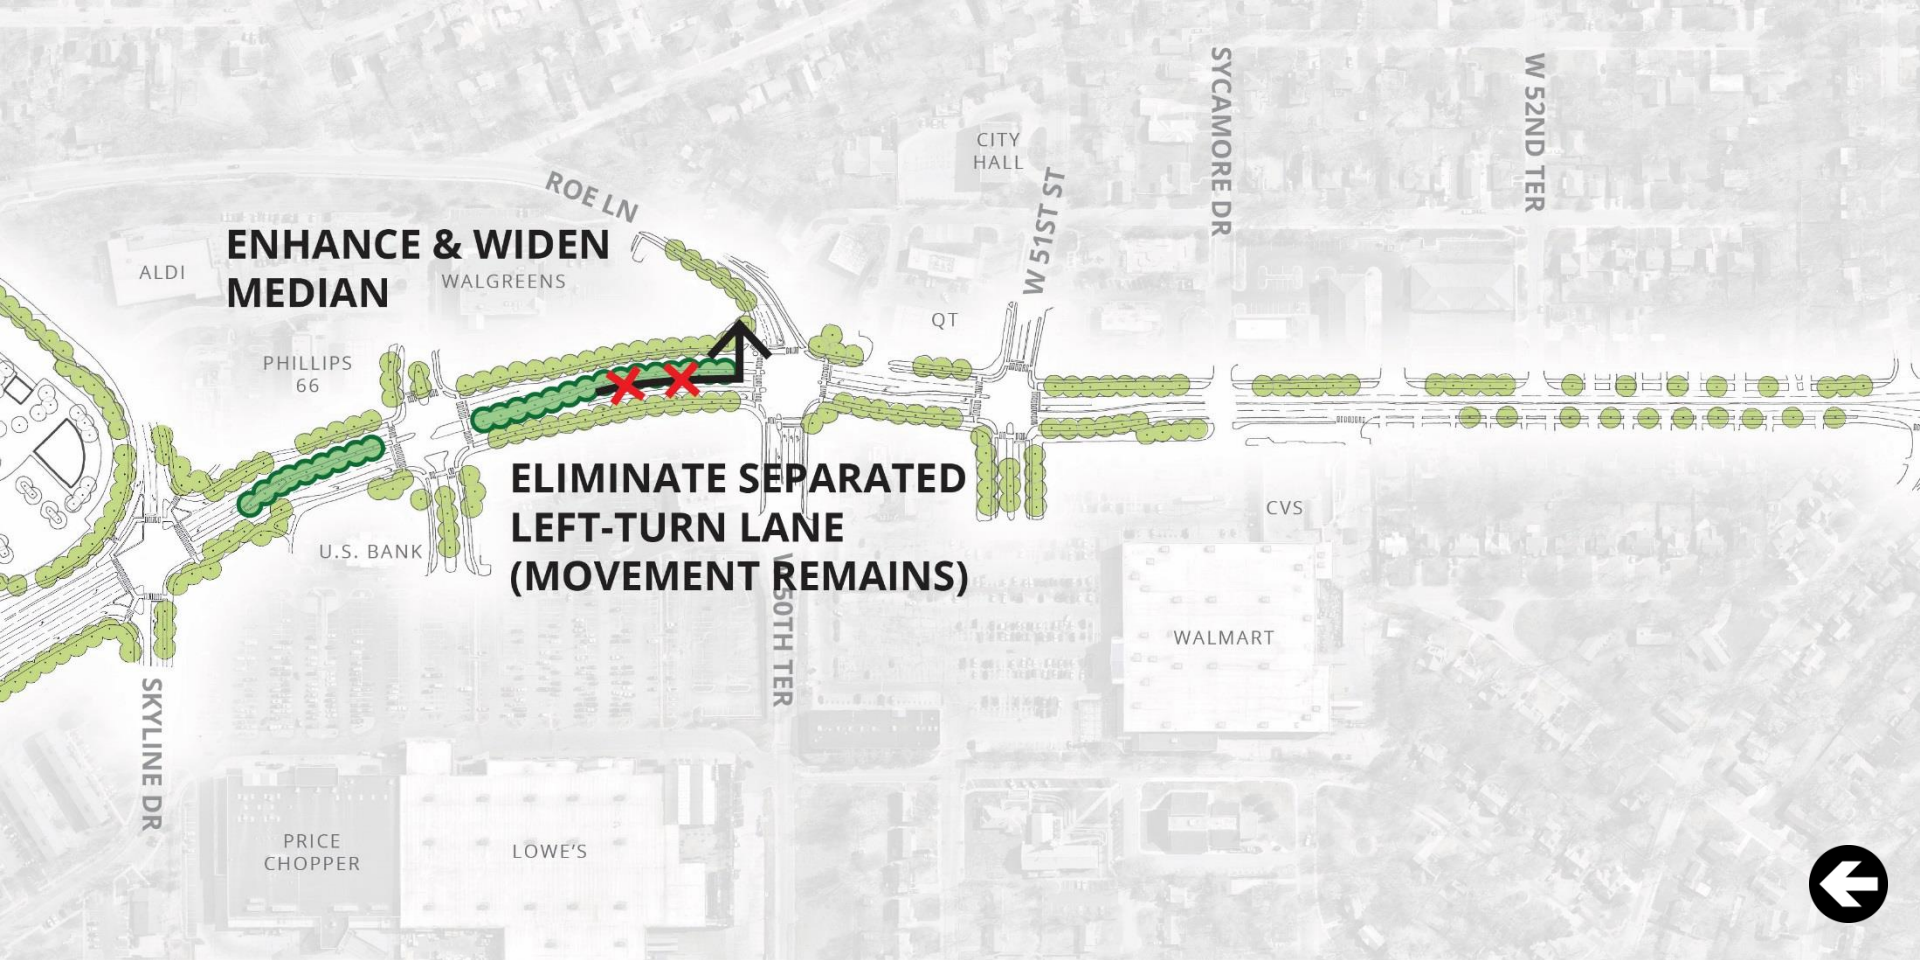 SYCAMORE DR
W 52ND TER
CITY
HALL
ROE LN
W 51ST ST
ENHANCE & WIDEN
MEDIAN
ALDI
WALGREENS
QT
PHILLIPS
66
ELIMINATE SEPARATED
LEFT-TURN LANE
(MOVEMENT REMAINS)
CVS
U.S. BANK
W 50TH TER
WALMART
SKYLINE DR
PRICE
CHOPPER
LOWE'S